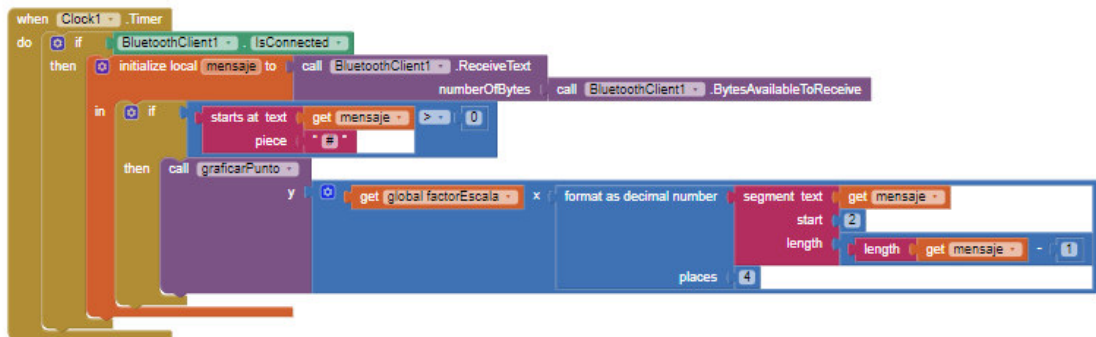 when Clock1 .Timer
do if BluetoothClient1 . IsConnected
then initialize local mensaje to call BluetoothClient1 .ReceiveText
numberOfBytes call BluetoothClient1 .BytesAvailableToReceive
in if starts at text get mensaje > 0
piece " # "
then call graficarPunto
y get global factorEscala x format as decimal number segment text get mensaje
start 2
length length get mensaje - 1
places 4